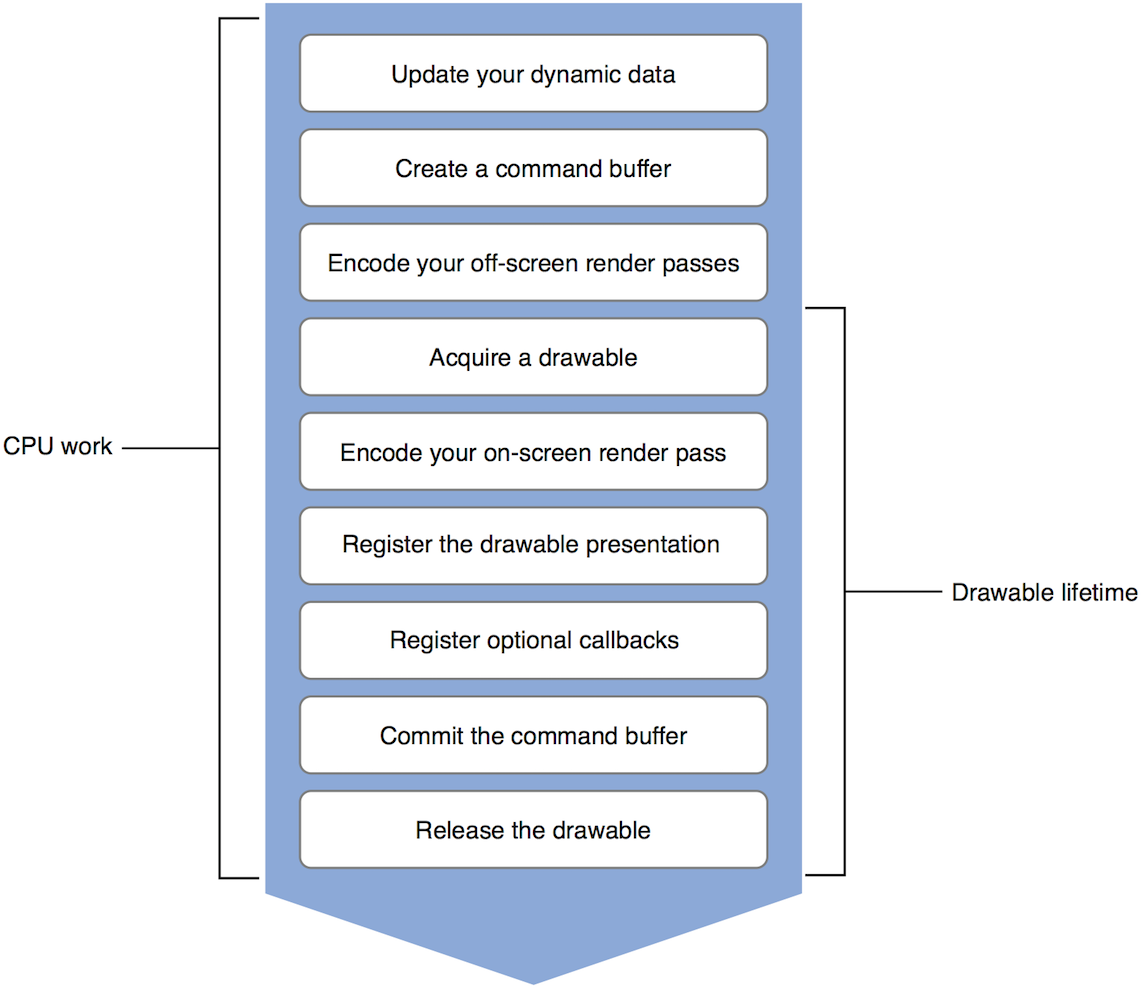 Update your dynamic data
Create a command buffer
Encode your off-screen render passes
Acquire a drawable
CPU work
Encode your on-screen render pass
Register the drawable presentation
Drawable lifetime
Register optional callbacks
Commit the command buffer
Release the drawable